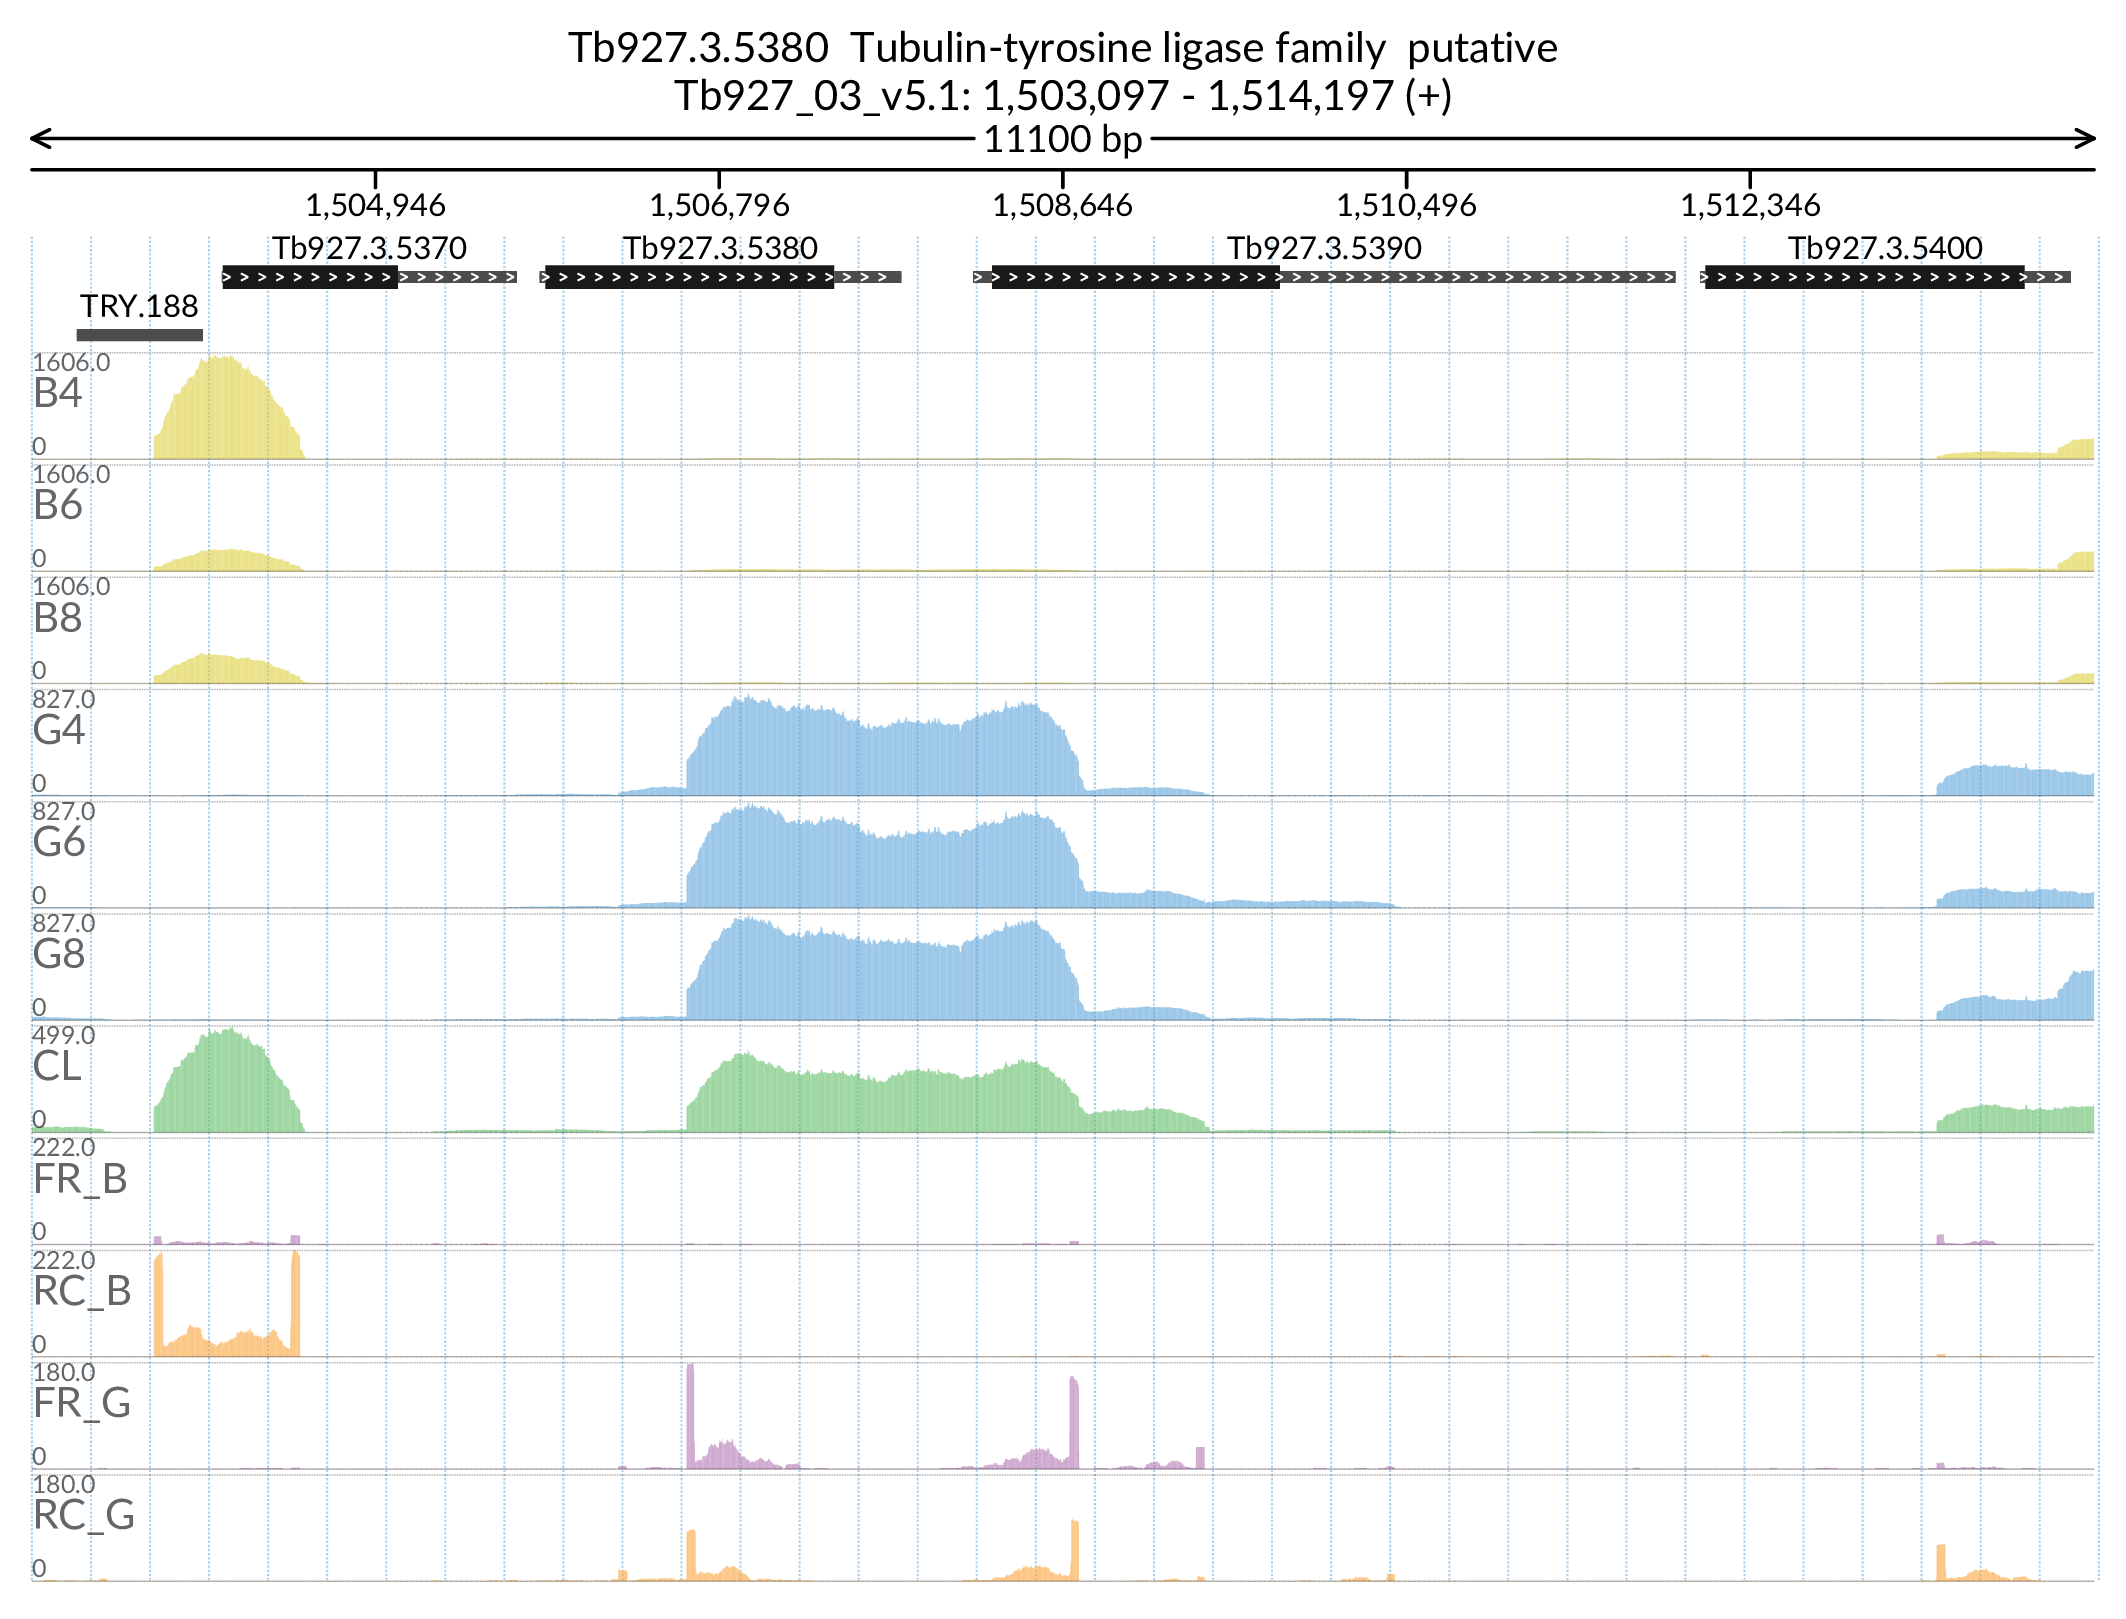 Tb927.3.5380 Tubulin-tyrosine ligase family putative
Tb927_03_v5.1: 1,503,097 - 1,514,197 (+)
11100 bp
1,504,946 1,506,796 1,508,646 1,510,496 1,512,346
Tb927.3.5370 Tb927.3.5380 Tb927.3.5390 Tb927.3.5400
TRY.188
1606.0
B4
0
1606.0
B6
0
1606.0
B8
0
827.0
G4
0
827.0
G6
0
827.0
G8
0
499.0
CL
0
222.0
FR_B
0
222.0
RC_B
0
180.0
FR_G
0
180.0
RC_G
0